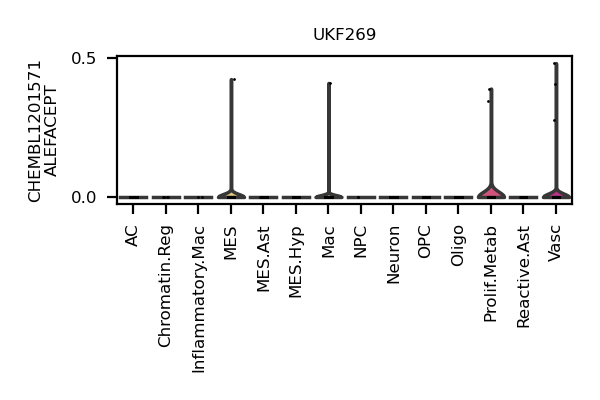 UKF269
CHEMBL1201571
ALEFACEPT
0.5
0.0
AC
Chromatin.Reg
Inflammatory.Mac
MES
MES.Ast
MES.Hyp
Mac
NPC
Neuron
OPC
Oligo
Prolif.Metab
Reactive.Ast
Vasc